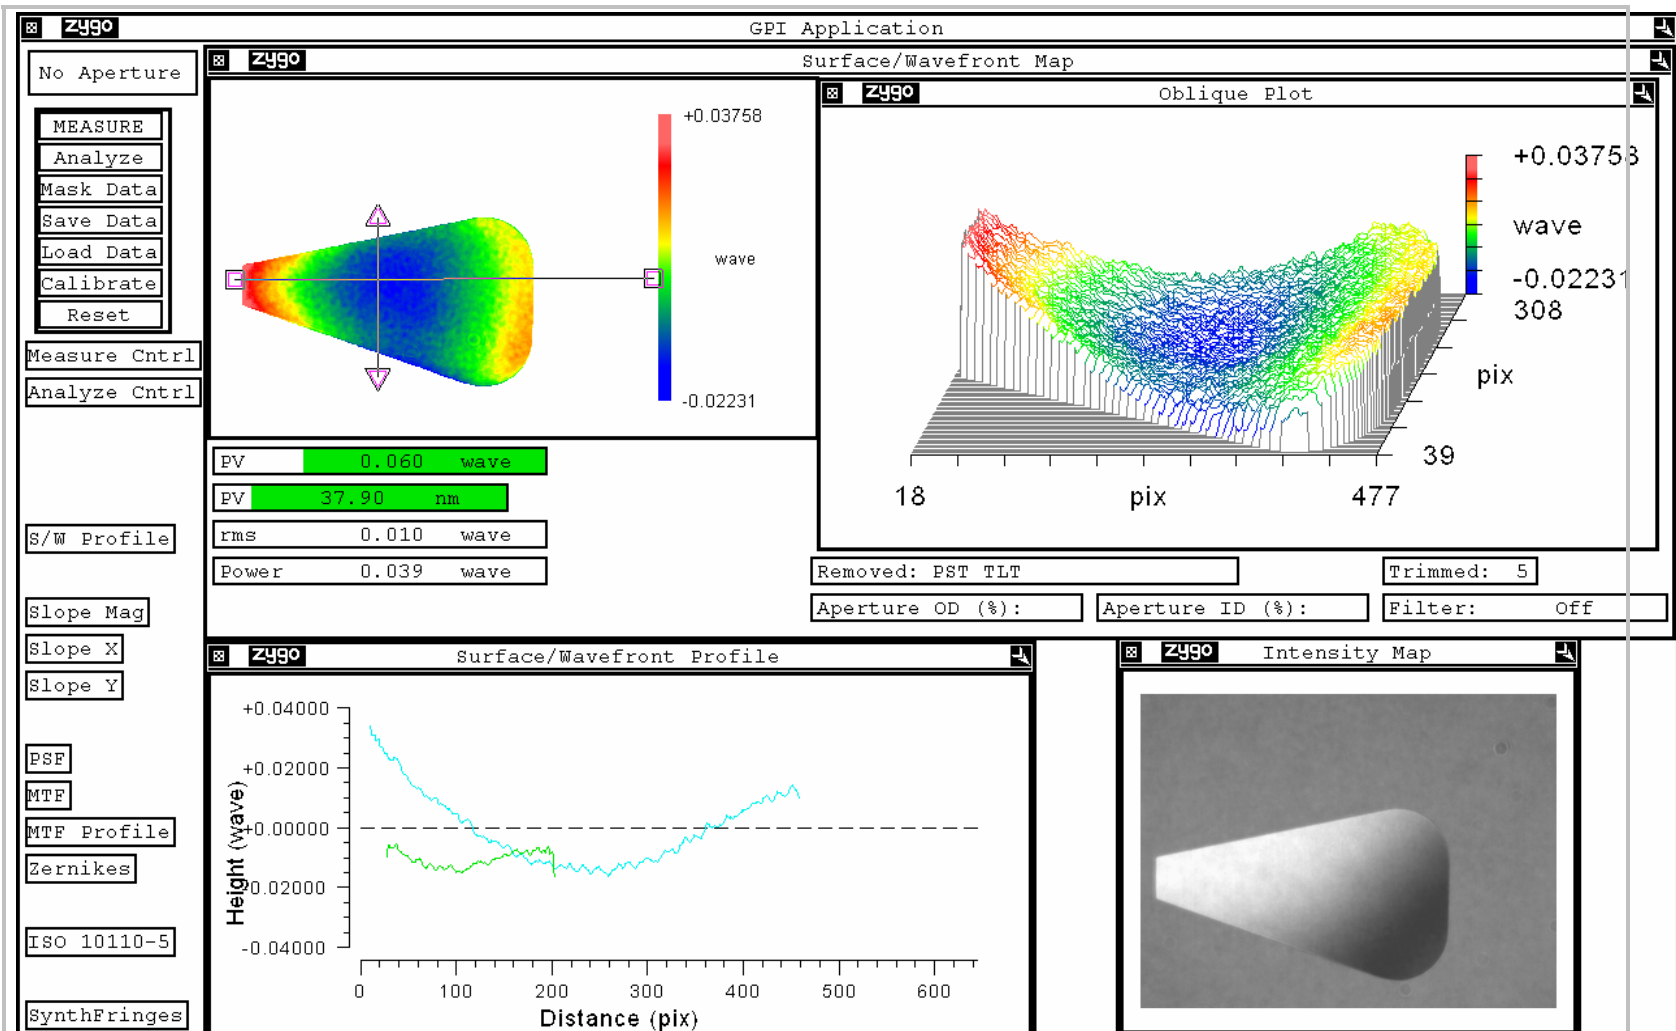 zygo GPI Application
No Aperture
MEASURE
Analyze
Mask Data
Save Data
Load Data
Calibrate
Reset
Measure Cntrl
Analyze Cntrl
S/W Profile
Slope Mag
Slope X
Slope Y
PSF
MTF
MTF Profile
Zernikes
ISO 10110-5
SynthFringes
zygo Surface/Wavefront Map
+0.03758
wave
-0.02231
PV 0.060 wave
PV 37.90 nm
rms 0.010 wave
Power 0.039 wave
zygo Oblique Plot
+0.03758
wave
-0.02231
308
pix
39
18 pix 477
Removed: PST TLT
Trimmed: 5
Aperture OD (%):
Aperture ID (%):
Filter: Off
zygo Surface/Wavefront Profile
Height (wave)
+0.04000
+0.02000
+0.00000
-0.02000
-0.04000
0 100 200 300 400 500 600
Distance (pix)
zygo Intensity Map